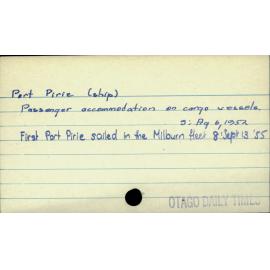 Port Pirie (ship)
Passenger accommodation on cargo vessels,
5: Ag 6, 1952
First Port Pirie sailed in the Milburn fleet 8: Sept 13 '55
OTAGO DAILY TIMES